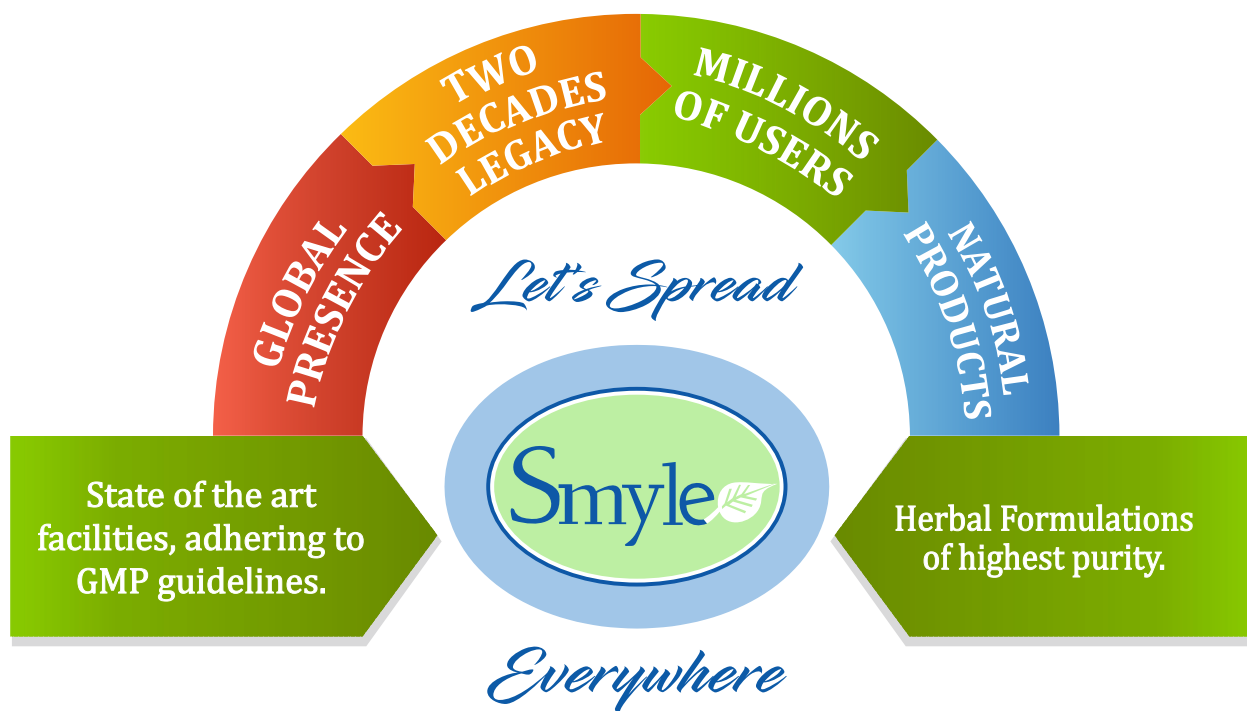 TWO
DECADES
LEGACY
MILLIONS
OF USERS
GLOBAL
PRESENCE
NATURAL
PRODUCTS
Let's Spread
Smyle
Everywhere
State of the art
facilities, adhering to
GMP guidelines.
Herbal Formulations
of highest purity.